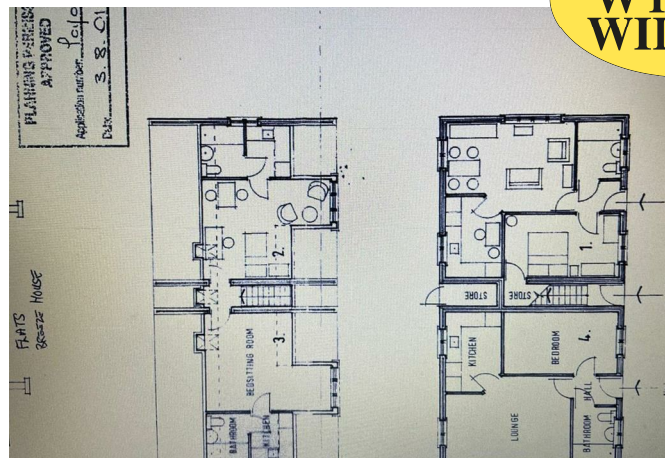 WIL
PLANNING
APPROVED
Application number
Date 3.8.01
FLATS
BREEZE HOUSE
2.
3.
BEDSITTING ROOM
BATHROOM
KITCHEN
1.
STORE
STORE
KITCHEN
BEDROOM
4.
HALL
LOUNGE
BATHROOM